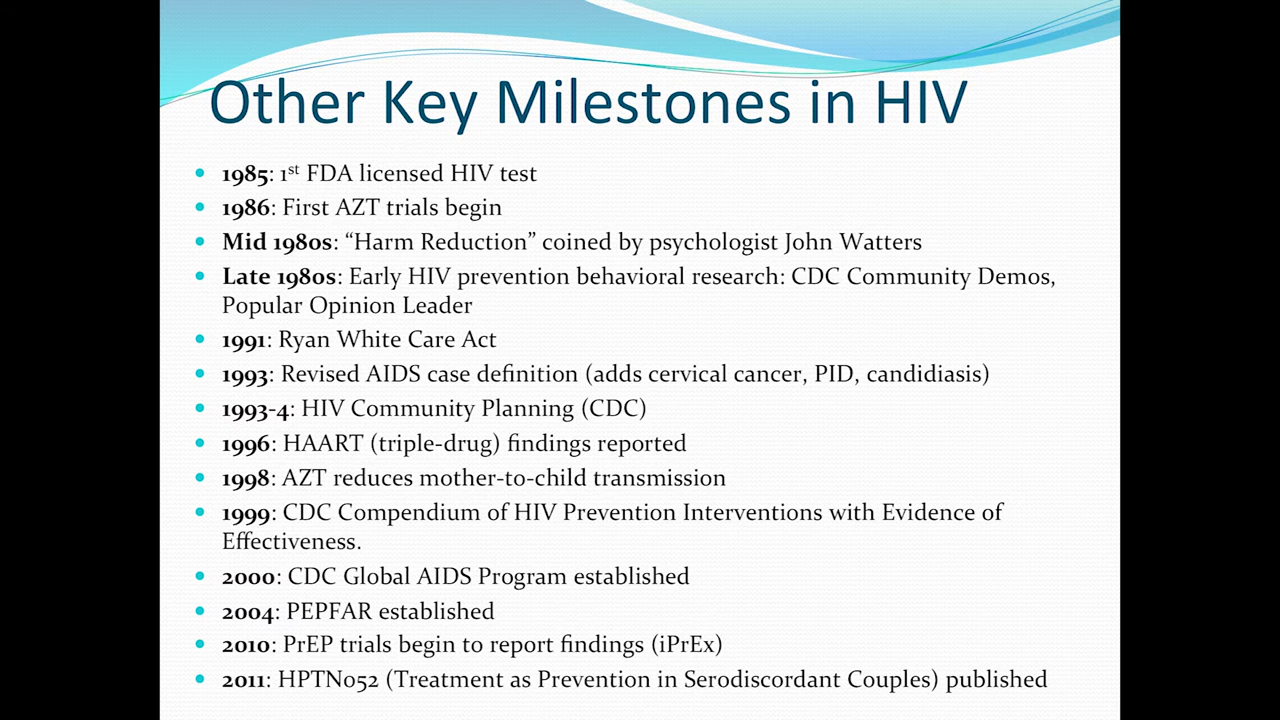 Other Key Milestones in HIV
• 1985: 1st FDA licensed HIV test
• 1986: First AZT trials begin
• Mid 1980s: “Harm Reduction” coined by psychologist John Watters
• Late 1980s: Early HIV prevention behavioral research: CDC Community Demos,
Popular Opinion Leader
• 1991: Ryan White Care Act
• 1993: Revised AIDS case definition (adds cervical cancer, PID, candidiasis)
• 1993-4: HIV Community Planning (CDC)
• 1996: HAART (triple-drug) findings reported
• 1998: AZT reduces mother-to-child transmission
• 1999: CDC Compendium of HIV Prevention Interventions with Evidence of
Effectiveness.
• 2000: CDC Global AIDS Program established
• 2004: PEPFAR established
• 2010: PrEP trials begin to report findings (iPrEx)
• 2011: HPTN052 (Treatment as Prevention in Serodiscordant Couples) published